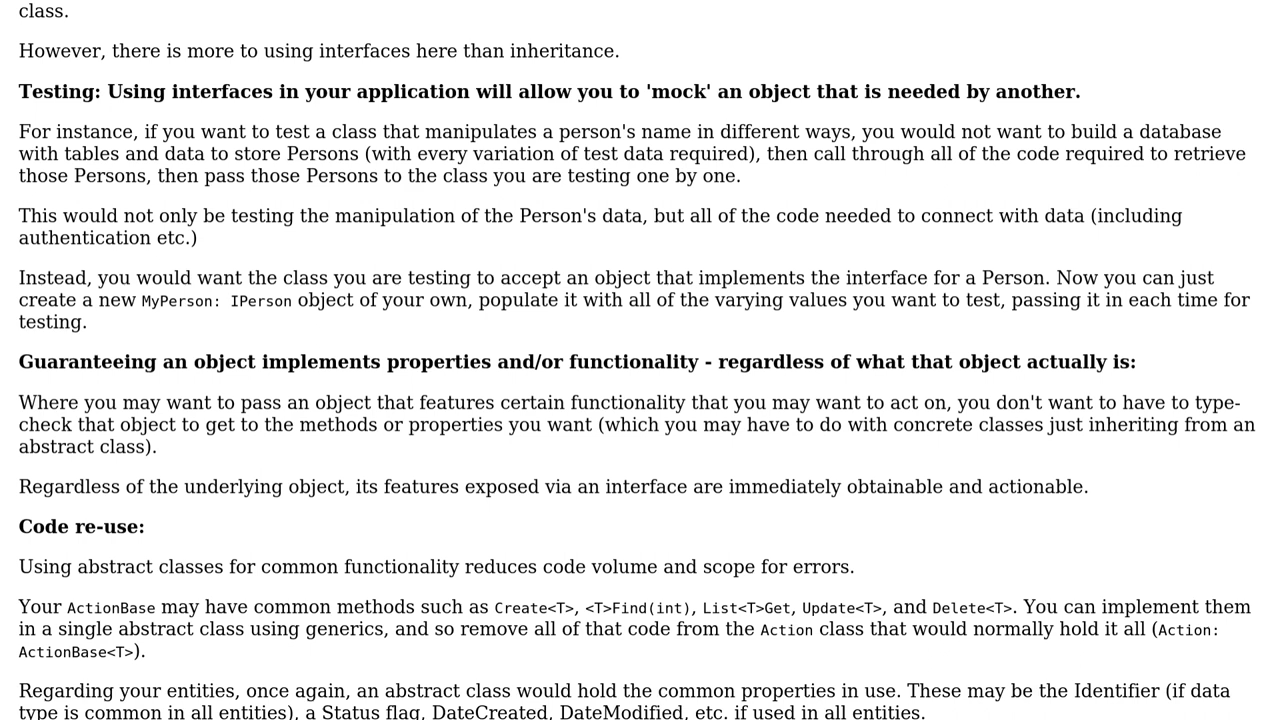 class.
However, there is more to using interfaces here than inheritance.
Testing: Using interfaces in your application will allow you to 'mock' an object that is needed by another.
For instance, if you want to test a class that manipulates a person's name in different ways, you would not want to build a database
with tables and data to store Persons (with every variation of test data required), then call through all of the code required to retrieve
those Persons, then pass those Persons to the class you are testing one by one.
This would not only be testing the manipulation of the Person's data, but all of the code needed to connect with data (including
authentication etc.)
Instead, you would want the class you are testing to accept an object that implements the interface for a Person. Now you can just
create a new MyPerson: IPerson object of your own, populate it with all of the varying values you want to test, passing it in each time for
testing.
Guaranteeing an object implements properties and/or functionality - regardless of what that object actually is:
Where you may want to pass an object that features certain functionality that you may want to act on, you don't want to have to type-
check that object to get to the methods or properties you want (which you may have to do with concrete classes just inheriting from an
abstract class).
Regardless of the underlying object, its features exposed via an interface are immediately obtainable and actionable.
Code re-use:
Using abstract classes for common functionality reduces code volume and scope for errors.
Your ActionBase may have common methods such as Create<T>, <T>Find(int), List<T>Get, Update<T>, and Delete<T>. You can implement them
in a single abstract class using generics, and so remove all of that code from the Action class that would normally hold it all (Action:
ActionBase<T>).
Regarding your entities, once again, an abstract class would hold the common properties in use. These may be the Identifier (if data
type is common in all entities), a Status flag, DateCreated, DateModified, etc. if used in all entities.